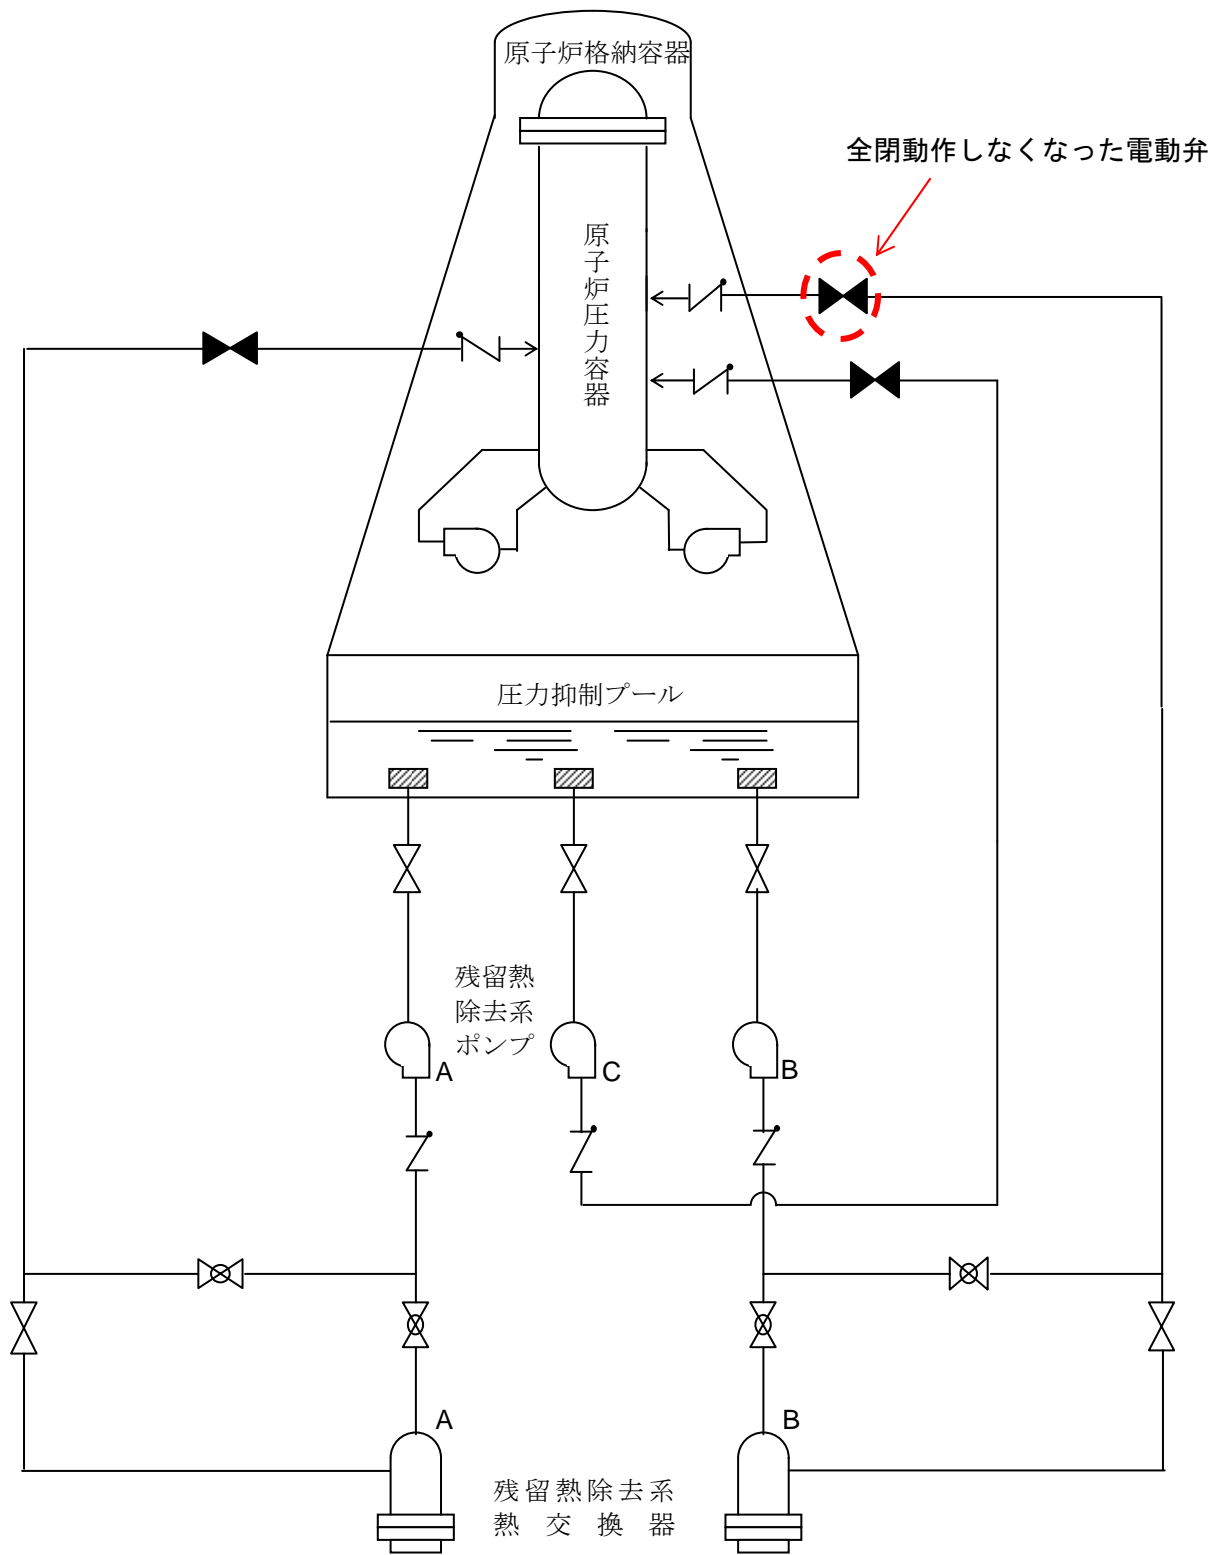 原子炉格納容器
全閉動作しなくなった電動弁
原子炉圧力容器
圧力抑制プール
残留熱
除去系
ポンプ
A
C
B
A
B
残留熱除去系
熱交換器